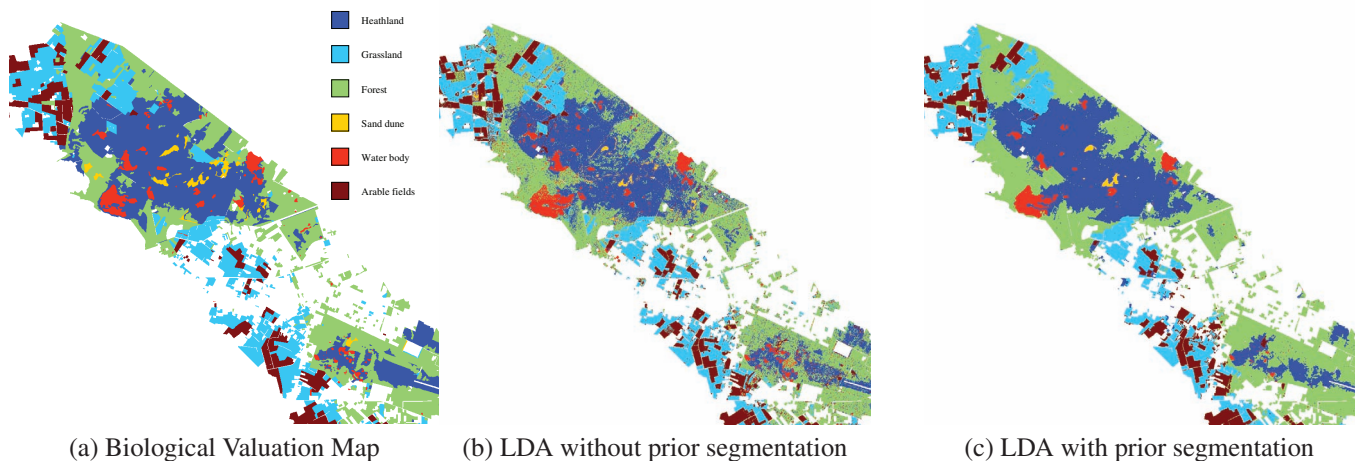 Heathland
Grassland
Forest
Sand dune
Water body
Arable fields
(a) Biological Valuation Map
(b) LDA without prior segmentation
(c) LDA with prior segmentation